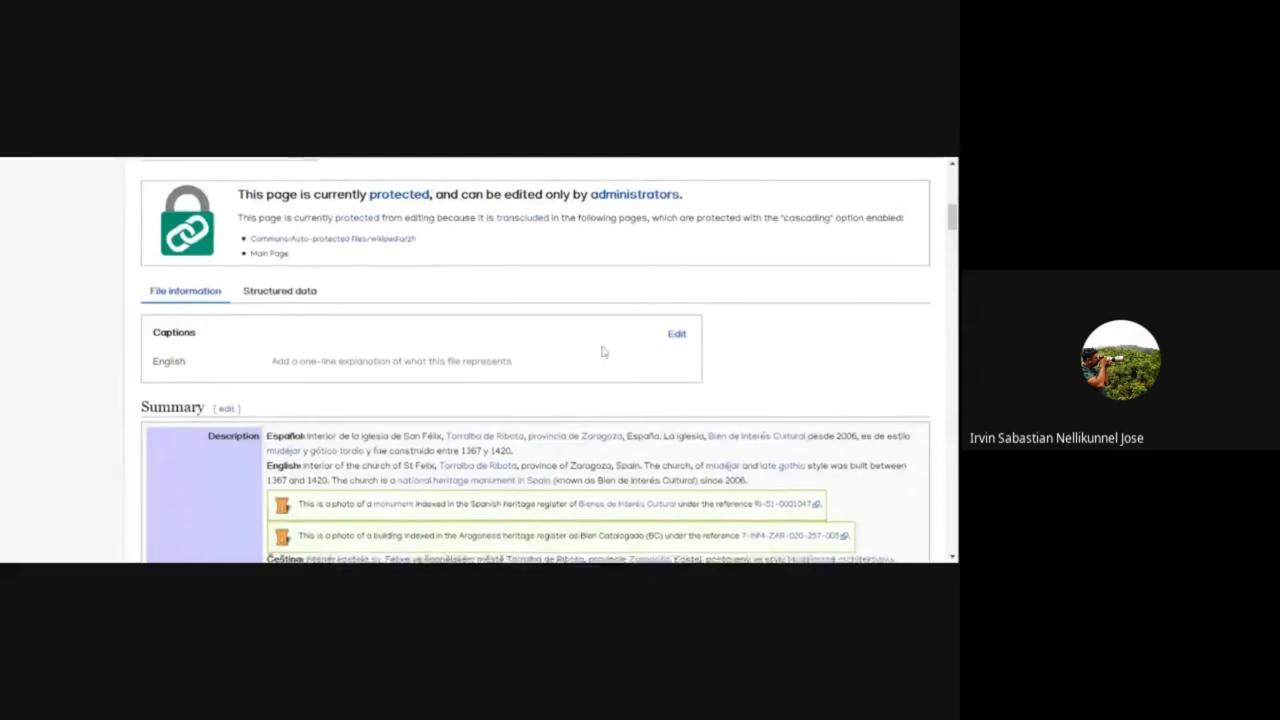 This page is currently protected, and can be edited only by administrators.
This page is currently protected from editing because it is transcluded in the following pages, which are protected with the "cascading" option enabled:
Commons:Auto-protected files/wikipedia/zh
Main Page
File information
Structured data
Captions
Edit
English
Add a one-line explanation of what this file represents
Summary [ edit ]
Description
Español: Interior de la iglesia de San Félix, Torralba de Ribota, provincia de Zaragoza, España. La iglesia, Bien de Interés Cultural desde 2006, es de estilo
mudéjar y gótico tardío y fue construido entre 1367 y 1420.
English: Interior of the church of St Felix, Torralba de Ribota, province of Zaragoza, Spain. The church, of mudéjar and late gothic style was built between
1367 and 1420. The church is a national heritage monument in Spain (known as Bien de Interés Cultural) since 2006.
This is a photo of a monument indexed in the Spanish heritage register of Bienes de Interés Cultural under the reference RI-51-0001047
This is a photo of a building indexed in the Aragonese heritage register as Bien Catalogado (BC) under the reference 7-INM-ZAR-020-257-005
Čeština:
Irvin Sabastian Nellikunnel Jose